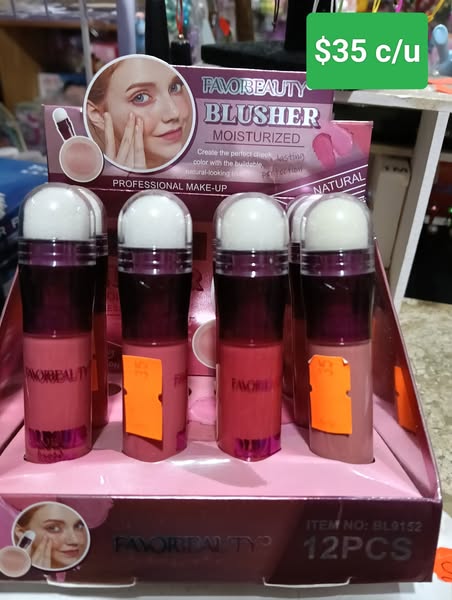 $35 c/u
FAVORBEAUTY
BLUSHER
MOISTURIZED
Create the perfect cheek
color with the buildable
natural-looking
PROFESSIONAL MAKE-UP
NATURAL
FAVORBEAUTY
FAVORBEAUTY
ITEM NO: BL9152
FAVORBEAUTY
12PCS